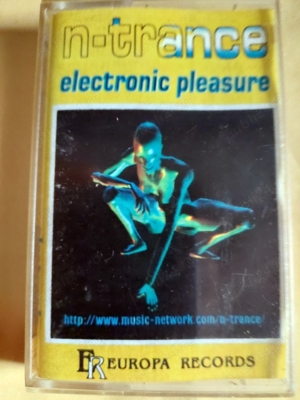 n-trance
electronic pleasure
http://www.music-network.com/n-trance/
ER EUROPA RECORDS